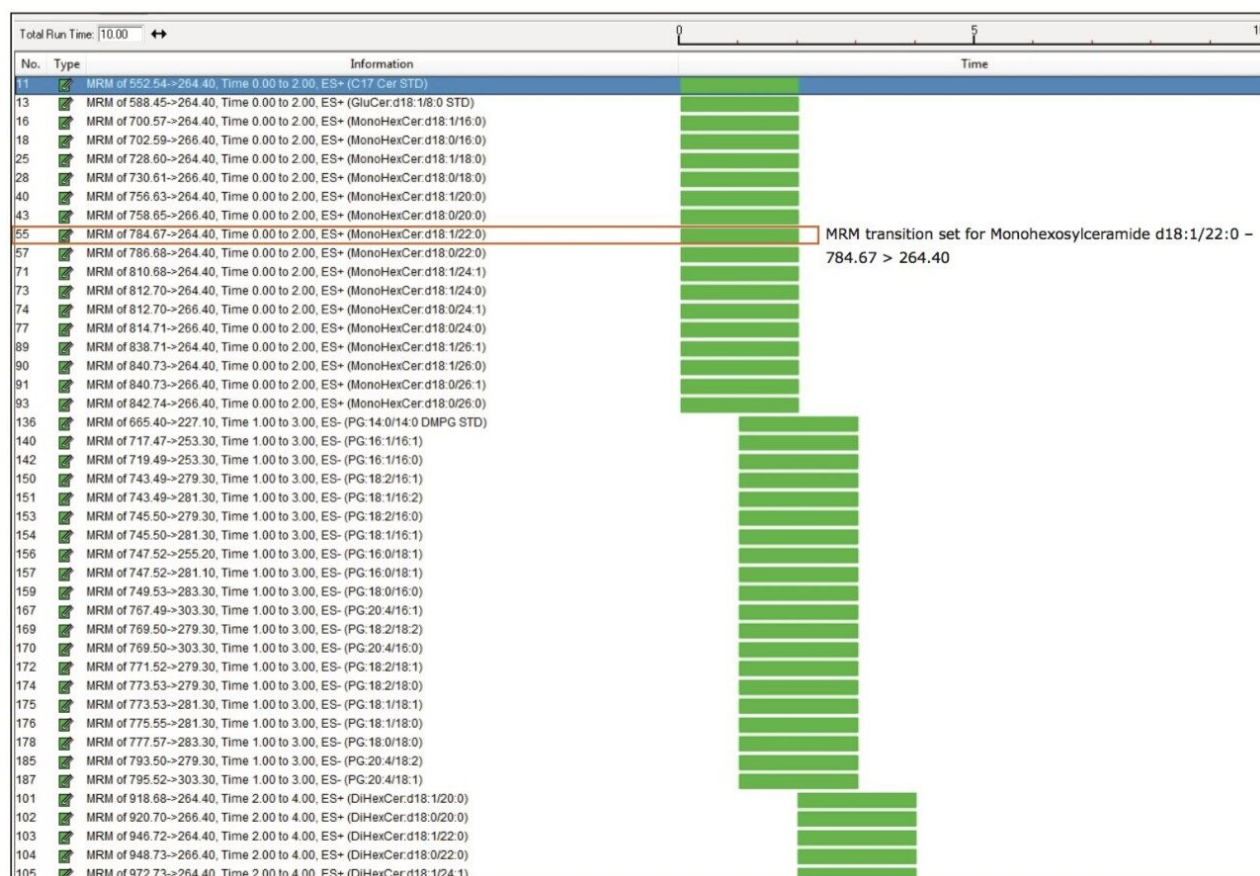 Total Run Time: 10.00
0 5 1
No. Type Information Time
11 MRM of 552.54->264.40, Time 0.00 to 2.00, ES+ (C17 Cer STD)
13 MRM of 588.45->264.40, Time 0.00 to 2.00, ES+ (GluCer:d18:1/8:0 STD)
16 MRM of 700.57->264.40, Time 0.00 to 2.00, ES+ (MonoHexCer:d18:1/16:0)
18 MRM of 702.59->266.40, Time 0.00 to 2.00, ES+ (MonoHexCer:d18:0/16:0)
25 MRM of 728.60->264.40, Time 0.00 to 2.00, ES+ (MonoHexCer:d18:1/18:0)
28 MRM of 730.61->266.40, Time 0.00 to 2.00, ES+ (MonoHexCer:d18:0/18:0)
40 MRM of 756.63->264.40, Time 0.00 to 2.00, ES+ (MonoHexCer:d18:1/20:0)
43 MRM of 758.65->266.40, Time 0.00 to 2.00, ES+ (MonoHexCer:d18:0/20:0)
55 MRM of 784.67->264.40, Time 0.00 to 2.00, ES+ (MonoHexCer:d18:1/22:0)
MRM transition set for Monohexosylceramide d18:1/22:0 –
784.67 > 264.40
57 MRM of 786.68->264.40, Time 0.00 to 2.00, ES+ (MonoHexCer:d18:0/22:0)
71 MRM of 810.68->264.40, Time 0.00 to 2.00, ES+ (MonoHexCer:d18:1/24:1)
73 MRM of 812.70->264.40, Time 0.00 to 2.00, ES+ (MonoHexCer:d18:1/24:0)
74 MRM of 812.70->266.40, Time 0.00 to 2.00, ES+ (MonoHexCer:d18:0/24:1)
77 MRM of 814.71->266.40, Time 0.00 to 2.00, ES+ (MonoHexCer:d18:0/24:0)
89 MRM of 838.71->264.40, Time 0.00 to 2.00, ES+ (MonoHexCer:d18:1/26:1)
90 MRM of 840.73->264.40, Time 0.00 to 2.00, ES+ (MonoHexCer:d18:1/26:0)
91 MRM of 840.73->266.40, Time 0.00 to 2.00, ES+ (MonoHexCer:d18:0/26:1)
93 MRM of 842.74->266.40, Time 0.00 to 2.00, ES+ (MonoHexCer:d18:0/26:0)
136 MRM of 665.40->227.10, Time 1.00 to 3.00, ES- (PG:14:0/14:0 DMPG STD)
140 MRM of 717.47->253.30, Time 1.00 to 3.00, ES- (PG:16:1/16:1)
142 MRM of 719.49->253.30, Time 1.00 to 3.00, ES- (PG:16:1/16:0)
150 MRM of 743.49->279.30, Time 1.00 to 3.00, ES- (PG:18:2/16:1)
151 MRM of 743.49->281.30, Time 1.00 to 3.00, ES- (PG:18:1/16:2)
153 MRM of 745.50->279.30, Time 1.00 to 3.00, ES- (PG:18:2/16:0)
154 MRM of 745.50->281.30, Time 1.00 to 3.00, ES- (PG:18:1/16:1)
156 MRM of 747.52->255.20, Time 1.00 to 3.00, ES- (PG:16:0/18:1)
157 MRM of 747.52->281.10, Time 1.00 to 3.00, ES- (PG:16:0/18:1)
159 MRM of 749.53->283.30, Time 1.00 to 3.00, ES- (PG:18:0/16:0)
167 MRM of 767.49->303.30, Time 1.00 to 3.00, ES- (PG:20:4/16:1)
169 MRM of 769.50->279.30, Time 1.00 to 3.00, ES- (PG:18:2/18:2)
170 MRM of 769.50->303.30, Time 1.00 to 3.00, ES- (PG:20:4/16:0)
172 MRM of 771.52->279.30, Time 1.00 to 3.00, ES- (PG:18:2/18:1)
174 MRM of 773.53->279.30, Time 1.00 to 3.00, ES- (PG:18:2/18:0)
175 MRM of 773.53->281.30, Time 1.00 to 3.00, ES- (PG:18:1/18:1)
176 MRM of 775.55->281.30, Time 1.00 to 3.00, ES- (PG:18:1/18:0)
178 MRM of 777.57->283.30, Time 1.00 to 3.00, ES- (PG:18:0/18:0)
185 MRM of 793.50->279.30, Time 1.00 to 3.00, ES- (PG:20:4/18:2)
187 MRM of 795.52->303.30, Time 1.00 to 3.00, ES- (PG:20:4/18:1)
101 MRM of 918.68->264.40, Time 2.00 to 4.00, ES+ (DiHexCer:d18:1/20:0)
102 MRM of 920.70->266.40, Time 2.00 to 4.00, ES+ (DiHexCer:d18:0/20:0)
103 MRM of 946.72->264.40, Time 2.00 to 4.00, ES+ (DiHexCer:d18:1/22:0)
104 MRM of 948.73->266.40, Time 2.00 to 4.00, ES+ (DiHexCer:d18:0/22:0)
105 MRM of 972.73->264.40, Time 2.00 to 4.00, ES+ (DiHexCer:d18:1/24:1)